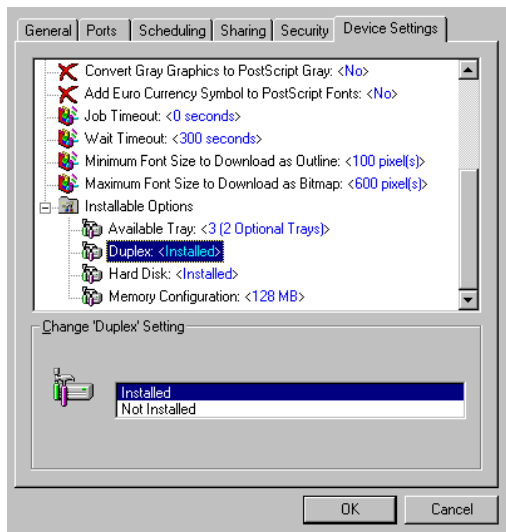 General Ports Scheduling Sharing Security Device Settings
Convert Gray Graphics to PostScript Gray: <No>
Add Euro Currency Symbol to PostScript Fonts: <No>
Job Timeout: <0 seconds>
Wait Timeout: <300 seconds>
Minimum Font Size to Download as Outline: <100 pixel(s)>
Maximum Font Size to Download as Bitmap: <600 pixel(s)>
Installable Options
Available Tray: <3 (2 Optional Trays)>
Duplex: <Installed>
Hard Disk: <Installed>
Memory Configuration: <128 MB>
Change 'Duplex' Setting
Installed
Not Installed
OK Cancel